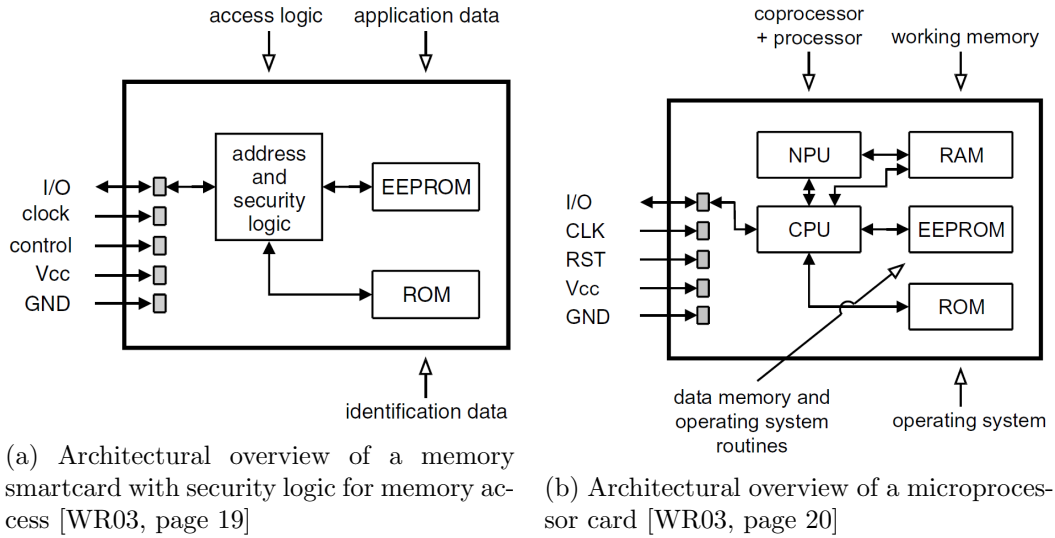 access logic
application data
address
and
security
logic
EEPROM
ROM
I/O
clock
control
Vcc
GND
identification data
(a) Architectural overview of a memory
smartcard with security logic for memory ac-
cess [WR03, page 19]
coprocessor
+ processor
working memory
NPU
RAM
CPU
EEPROM
ROM
I/O
CLK
RST
Vcc
GND
data memory and
operating system
routines
operating system
(b) Architectural overview of a microproces-
sor card [WR03, page 20]